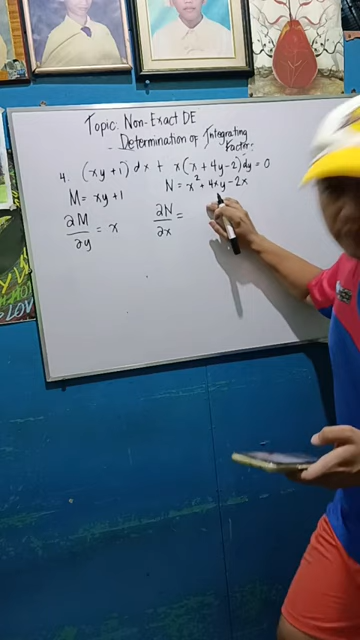 Topic: Non-Exact DE
- Determination of Integrating Factor:
4. (xy + 1) dx + x(x + 4y - 2) dy = 0
M = xy + 1 N = x² + 4xy - 2x
∂M/∂y = x ∂N/∂x =